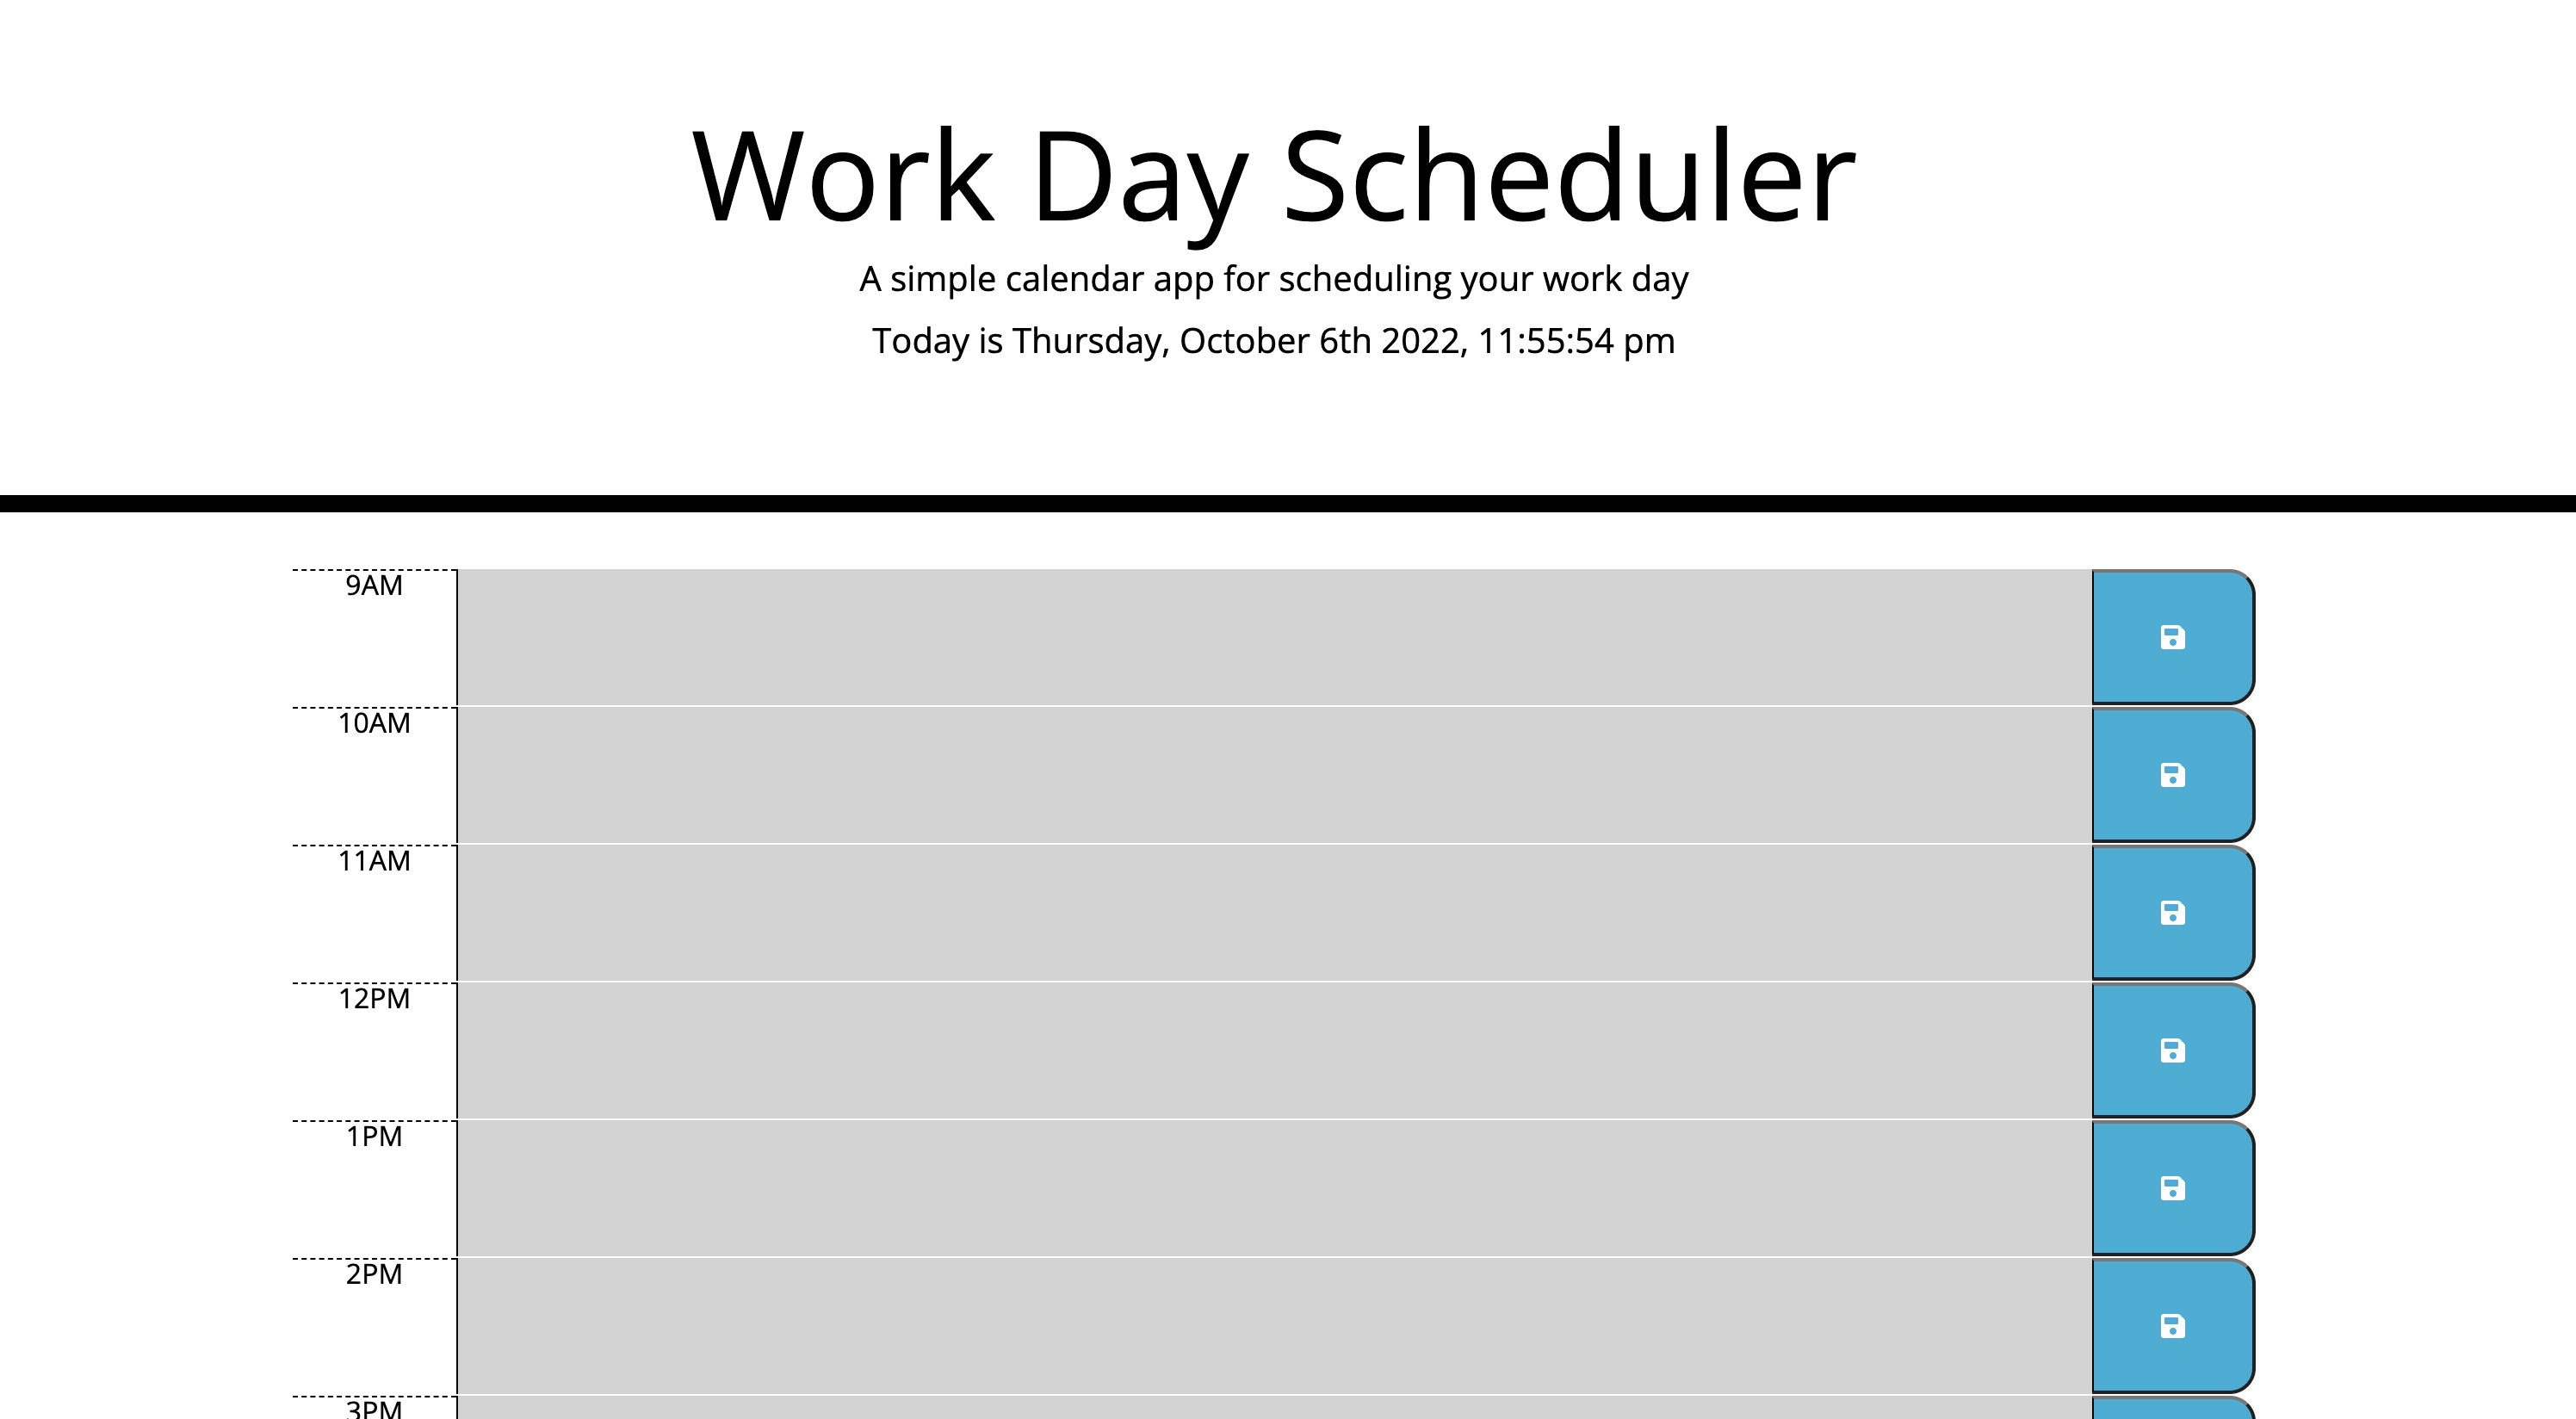 Work Day Scheduler
A simple calendar app for scheduling your work day
Today is Thursday, October 6th 2022, 11:55:54 pm
9AM
10AM
11AM
12PM
1PM
2PM
3PM